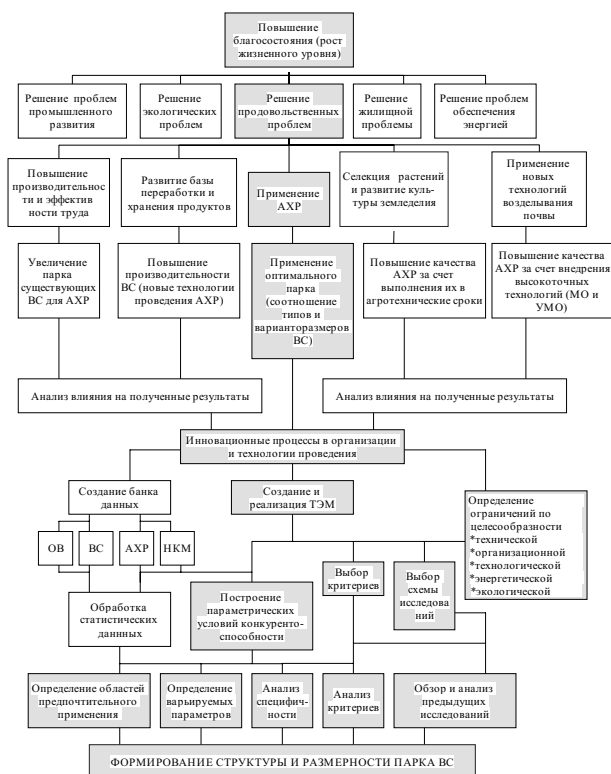 Повышение
благосостояния (рост
жизненного уровня)
Решение проблем
промышленного
развития
Решение
экологических
проблем
Решение
продовольственных
проблем
Решение
жилищной
проблемы
Решение проблем
обеспечения
энергией
Повышение
производительнос
ти и эффектив
ности труда
Развитие базы
переработки и
хранения продуктов
Применение
АХР
Селекция растений
и развитие куль-
туры земледелия
Применение
новых
технологий
возделывания
почвы
Увеличение
парка
существующих
ВС для АХР
Повышение
производительности
ВС (новые технологии
проведения АХР)
Применение
оптимального
парка
(соотношение
типов и
варианторазмеров
ВС)
Повышение качества
АХР за счет
выполнения их в
агротехнические сроки
Повышение качества
АХР за счет внедрения
высокоточных
технологий (МО и
УМО)
Анализ влияния на полученные результаты
Анализ влияния на полученные результаты
Инновационные процессы в организации
и технологии проведения
Создание банка
данных
Создание и
реализация ТЭМ
Определение
ограничений по
целесообразности
*технической
*организационной
*технологической
*энергетической
*экологической
ОВ
ВС
АХР
НКМ
Обработка
статистических
даннных
Построение
параметрических
условий конкуренто-
способности
Выбор
критериев
Выбор
схемы
исследова
ний
Определение областей
предпочтительного
применения
Определение
варьируемых
параметров
Анализ
специфич-
ности
Анализ
критериев
Обзор и анализ
предыдущих
исследований
ФОРМИРОВАНИЕ СТРУКТУРЫ И РАЗМЕРНОСТИ ПАРКА ВС